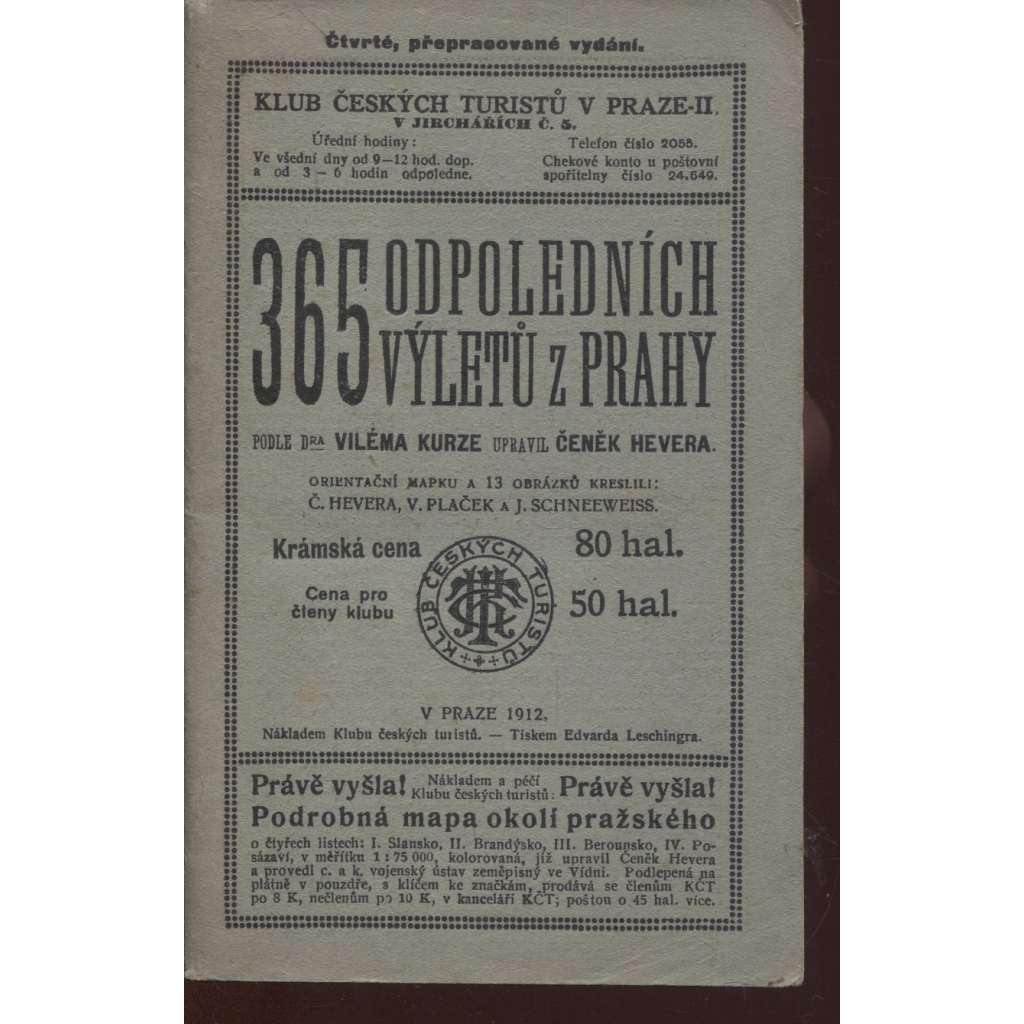 Čtvrté, přepracované vydání.
KLUB ČESKÝCH TURISTŮ V PRAZE-II,
V JIRCHÁŘÍCH Č. 5.
Úřední hodiny:
Ve všední dny od 9—12 hod. dop.
a od 3 — 6 hodin odpoledne.
Telefon číslo 2055.
Chekové konto u poštovní
spořitelny číslo 24.649.
365 ODPOLEDNÍCH
VÝLETŮ Z PRAHY
PODLE DRA VILÉMA KURZE UPRAVIL ČENĚK HEVERA.
ORIENTAČNÍ MAPKU A 13 OBRÁZKŮ KRESLILI:
Č. HEVERA, V. PLAČEK A J. SCHNEEWEISS.
Krámská cena 80 hal.
Cena pro
členy klubu 50 hal.
KLUB ČESKÝCH TURISTŮ
KČT
V PRAZE 1912.
Nákladem Klubu českých turistů. — Tiskem Edvarda Leschingra.
Právě vyšla! Nákladem a péčí
Klubu českých turistů: Právě vyšla!
Podrobná mapa okolí pražského
o čtyřech listech: I. Slansko, II. Brandýsko, III. Berounsko, IV. Po-
sázaví, v měřítku 1 : 75 000, kolorovaná, jíž upravil Čeněk Hevera
a provedl c. a k. vojenský ústav zeměpisný ve Vídni. Podlepená na
plátně v pouzdře, s klíčem ke značkám, prodává se členům KČT
po 8 K, nečlenům po 10 K, v kanceláři KČT; poštou o 45 hal. více.